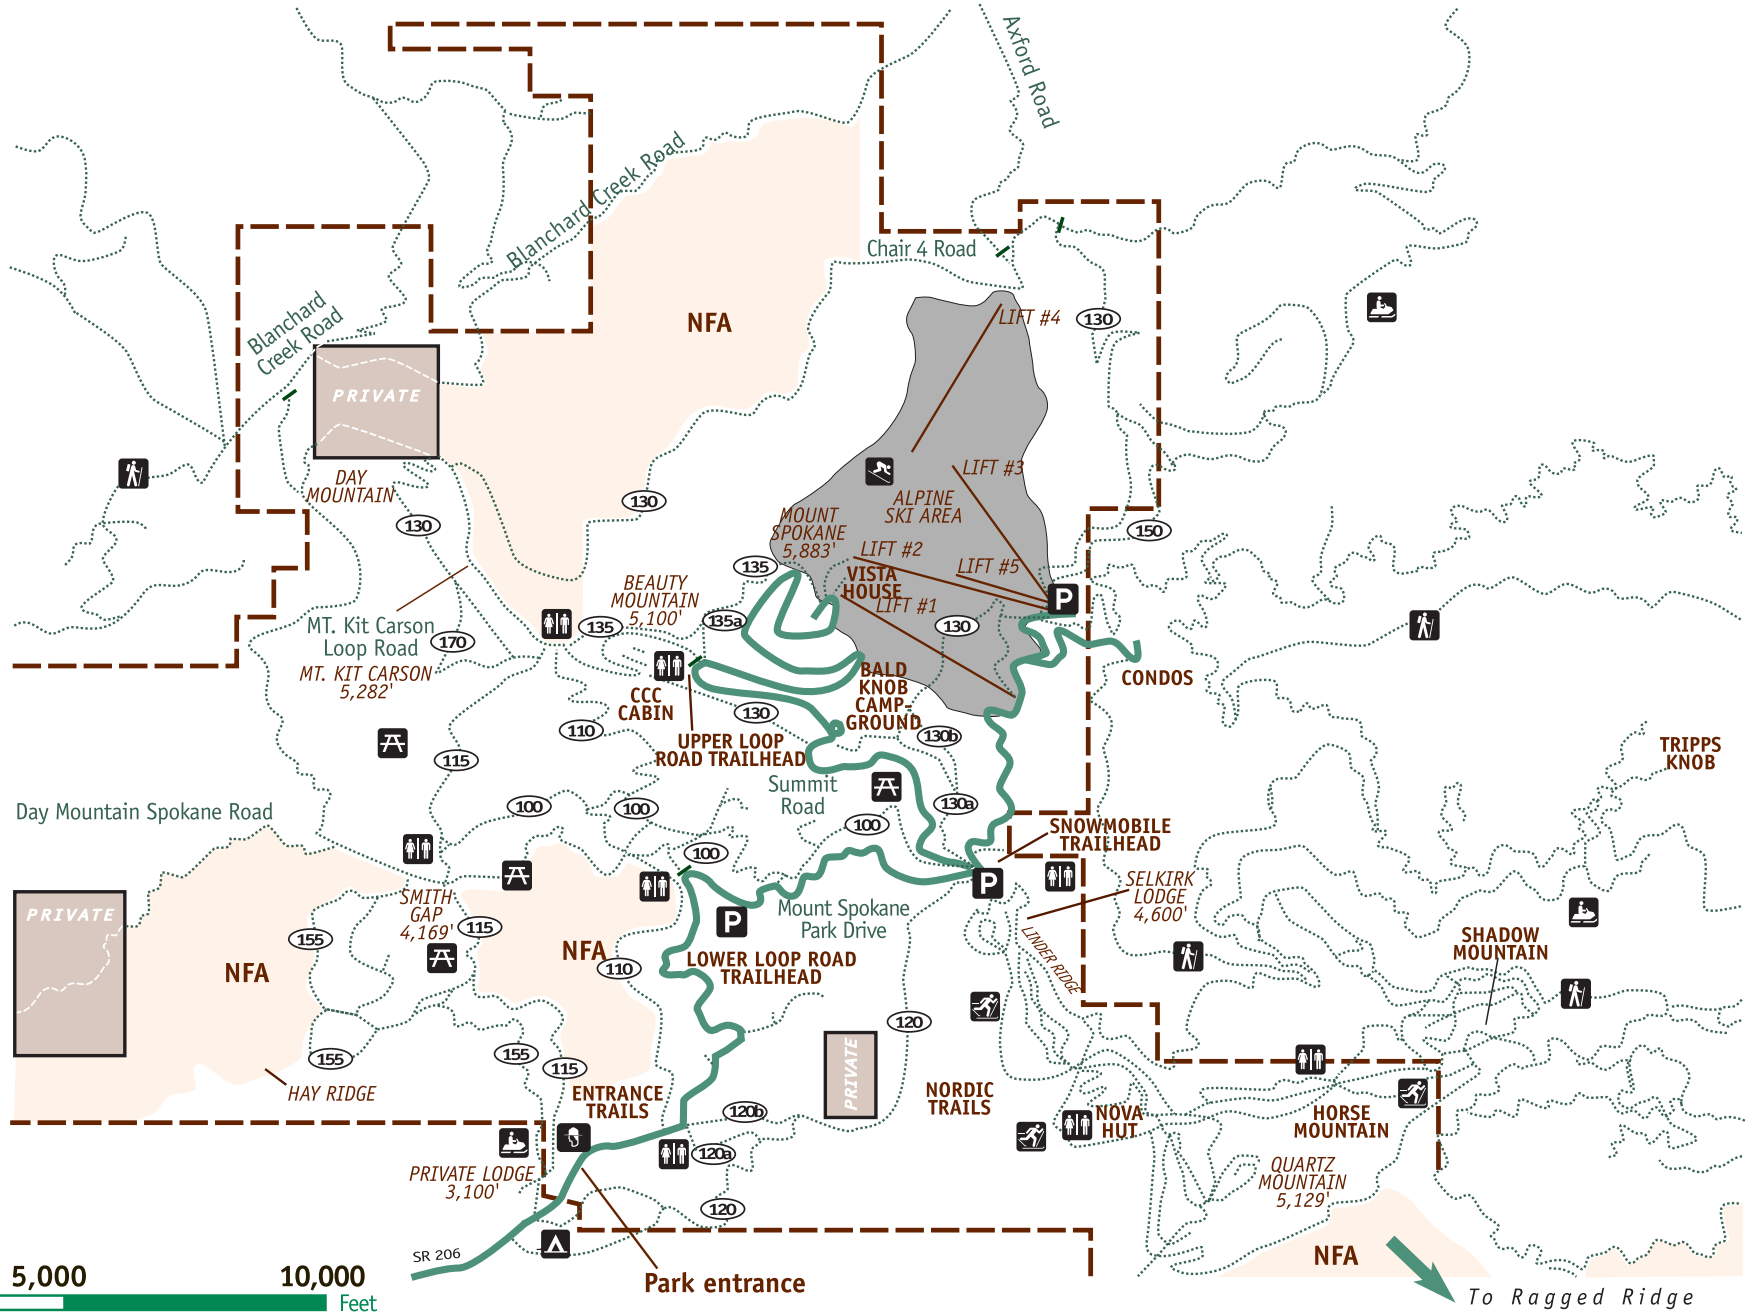 Axford Road
Blanchard Creek Road
Chair 4 Road
Blanchard
Creek Road
NFA
LIFT #4
130
PRIVATE
LIFT #3
DAY
MOUNTAIN
130
130
ALPINE
SKI AREA
MOUNT
SPOKANE
5,883'
150
LIFT #2
LIFT #5
135
VISTA
HOUSE
LIFT #1
P
BEAUTY
MOUNTAIN
5,100'
135
135a
130
MT. Kit Carson
Loop Road
170
MT. KIT CARSON
5,282'
CONDOS
BALD
KNOB
CAMP-
GROUND
CCC
CABIN
130
110
130b
UPPER LOOP
ROAD TRAILHEAD
TRIPPS
KNOB
115
Summit
Road
Day Mountain Spokane Road
100
100
130a
100
SNOWMOBILE
TRAILHEAD
100
P
SELKIRK
LODGE
4,600'
SMITH
GAP
4,169'
PRIVATE
P
Mount Spokane
Park Drive
115
155
LINDER RIDGE
SHADOW
MOUNTAIN
NFA
NFA
110
LOWER LOOP ROAD
TRAILHEAD
120
155
155
115
PRIVATE
HAY RIDGE
ENTRANCE
TRAILS
NORDIC
TRAILS
120b
NOVA
HUT
HORSE
MOUNTAIN
120a
PRIVATE LODGE
3,100'
QUARTZ
MOUNTAIN
5,129'
120
SR 206
NFA
5,000
10,000
Feet
Park entrance
To Ragged Ridge